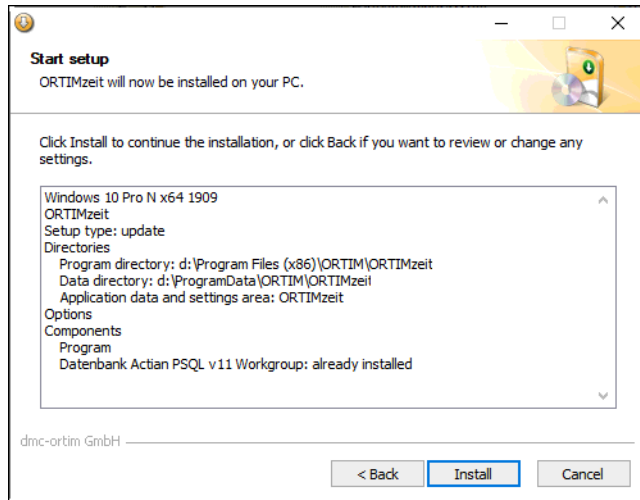 Start setup
ORTIMzeit will now be installed on your PC.
Click Install to continue the installation, or click Back if you want to review or change any
settings.
Windows 10 Pro N x64 1909
ORTIMzeit
Setup type: update
Directories
Program directory: d:\Program Files (x86)\ORTIM\ORTIMzeit
Data directory: d:\ProgramData\ORTIM\ORTIMzeit
Application data and settings area: ORTIMzeit
Options
Components
Program
Datenbank Actian PSQL v11 Workgroup: already installed
dmc-ortim GmbH
< Back Install Cancel